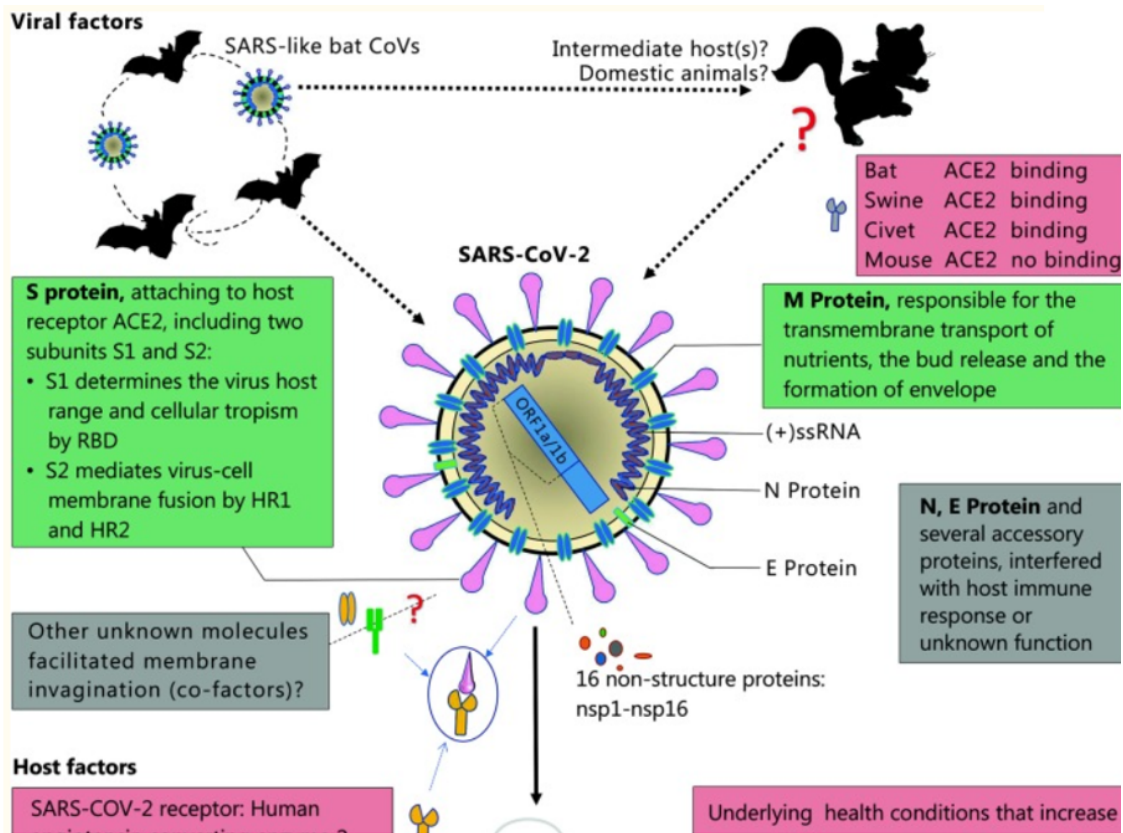 Viral factors
SARS-like bat CoVs
Intermediate host(s)?
Domestic animals?
?
Bat ACE2 binding
Swine ACE2 binding
Civet ACE2 binding
Mouse ACE2 no binding
SARS-CoV-2
S protein, attaching to host
receptor ACE2, including two
subunits S1 and S2:
• S1 determines the virus host
range and cellular tropism
by RBD
• S2 mediates virus-cell
membrane fusion by HR1
and HR2
M Protein, responsible for the
transmembrane transport of
nutrients, the bud release and the
formation of envelope
ORF1a/1b
(+)ssRNA
N Protein
E Protein
N, E Protein and
several accessory
proteins, interfered
with host immune
response or
unknown function
?
Other unknown molecules
facilitated membrane
invagination (co-factors)?
16 non-structure proteins:
nsp1-nsp16
Host factors
SARS-COV-2 receptor: Human
Underlying health conditions that increase